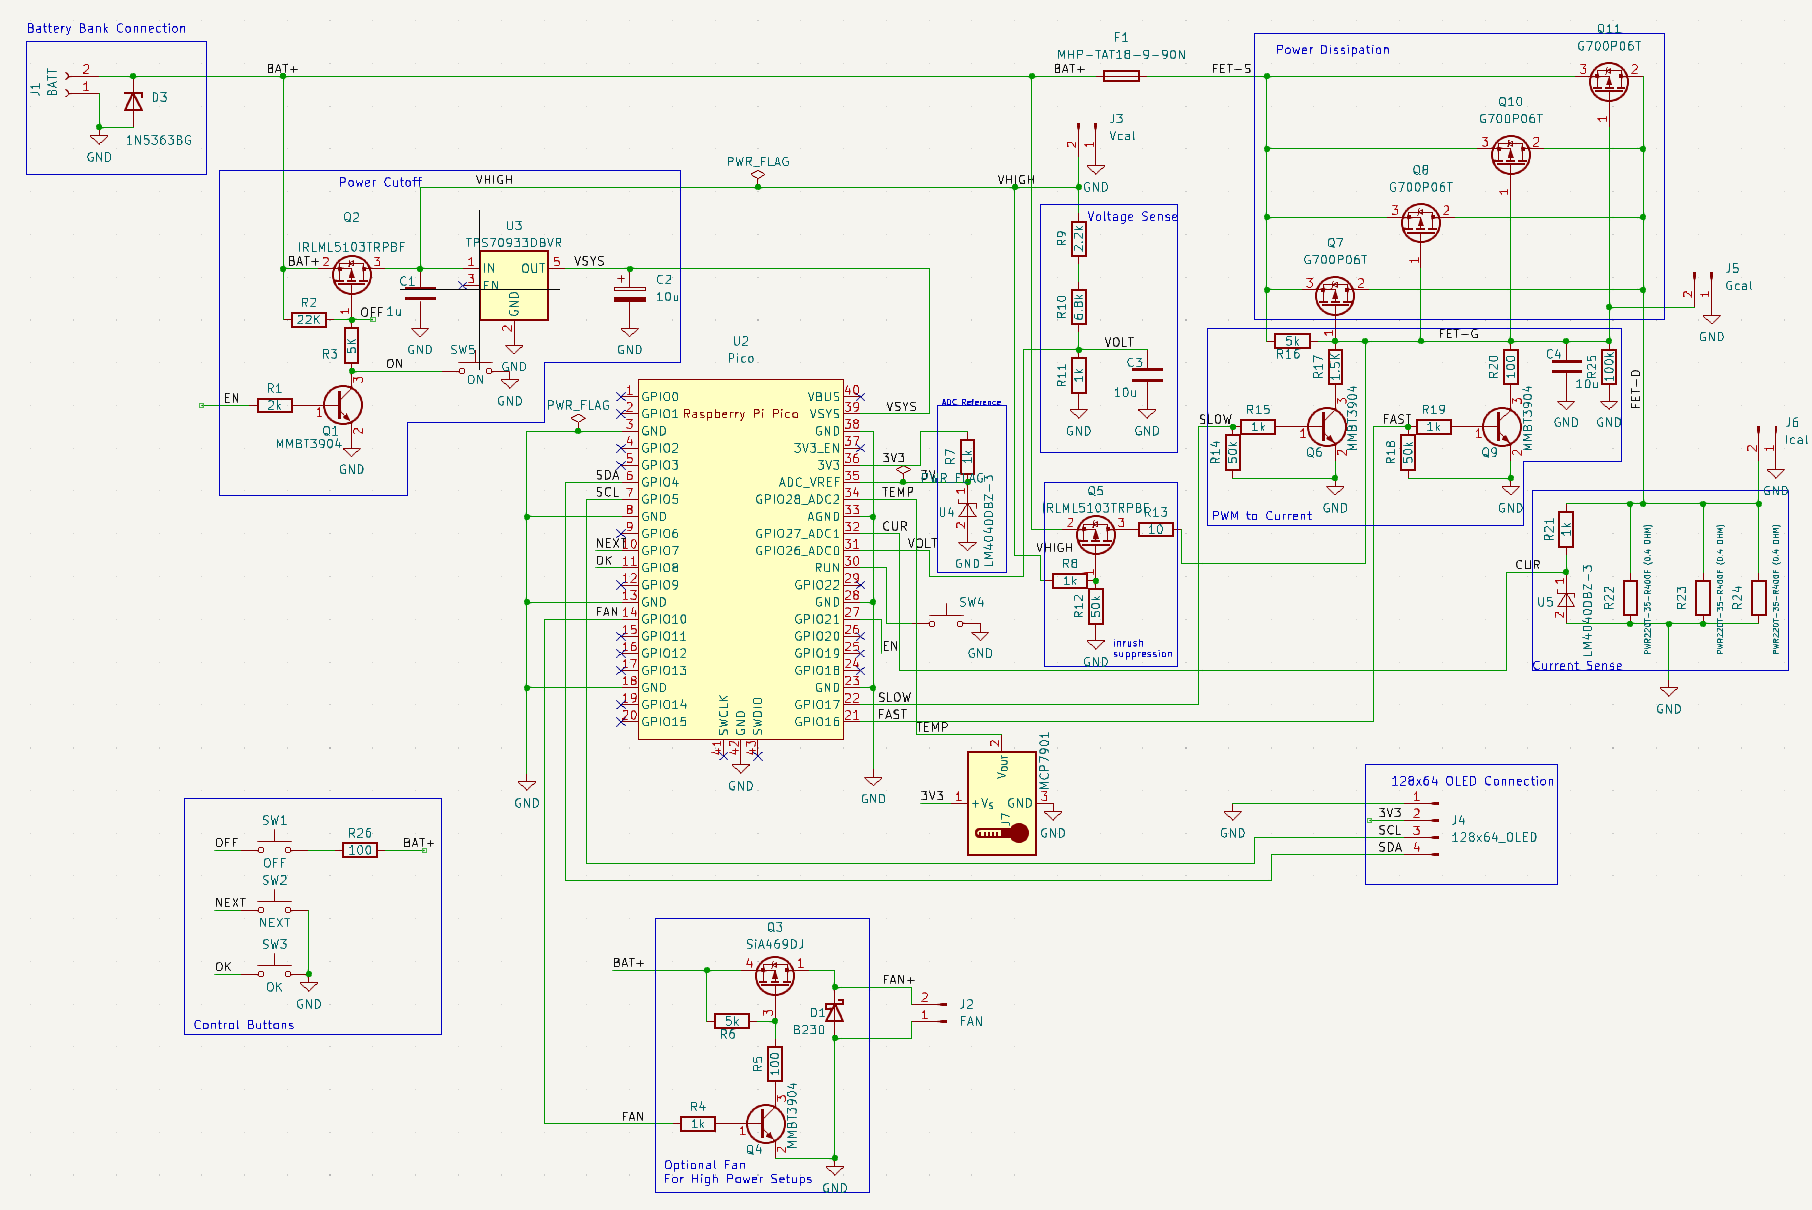 Battery Bank Connection
J1
BATT
2
1
D3
1N5363BG
GND
BAT+
F1
MHP-TAT18-9-90N
BAT+
FET-S
Power Dissipation
Q11
G700P06T
3
2
1
Q10
G700P06T
3
2
1
Q8
G700P06T
3
2
1
Q7
G700P06T
3
2
1
J3
Vcal
2
1
GND
J5
Gcal
2
1
GND
PWR_FLAG
Power Cutoff
VHIGH
VHIGH
Q2
IRLML5103TRPBF
BAT+
2
3
1
R2
22K
OFF
R3
5K
ON
C1
1u
GND
U3
TPS70933DBVR
1
IN
OUT
5
3
EN
GND
2
GND
VSYS
C2
10u
GND
SW5
ON
GND
EN
R1
2k
1
3
2
Q1
MMBT3904
GND
Voltage Sense
R9
2.2k
R10
6.8k
VOLT
R11
1k
C3
10u
GND
GND
R16
5k
FET-G
R17
1.5K
R20
100
C4
10u
R25
100k
FET-D
GND
GND
SLOW
R15
1k
R14
50k
1
3
2
Q6
MMBT3904
GND
FAST
R19
1k
R18
50k
1
3
2
Q9
MMBT3904
GND
PWM to Current
J6
Ical
2
1
GND
U2
Pico
Raspberry Pi Pico
PWR_FLAG
1 GPIO0
2 GPIO1
3 GND
4 GPIO2
5 GPIO3
SDA 6 GPIO4
SCL 7 GPIO5
8 GND
9 GPIO6
NEXT 10 GPIO7
OK 11 GPIO8
12 GPIO9
13 GND
FAN 14 GPIO10
15 GPIO11
16 GPIO12
17 GPIO13
18 GND
19 GPIO14
20 GPIO15
VBUS 40
VSYS 39 VSYS
GND 38
3V3_EN 37
3V3 36 3V3
ADC_VREF 35
GPIO28_ADC2 34 TEMP
AGND 33
GPIO27_ADC1 32 CUR
GPIO26_ADC0 31 VOLT
RUN 30
GPIO22 29
GND 28
GPIO21 27
GPIO20 26
GPIO19 25 EN
GPIO18 24
GND 23
GPIO17 22 SLOW
GPIO16 21 FAST
SWCLK
GND
SWDIO
41
42
43
GND
GND
GND
ADC Reference
R7
1k
PWR_FLAG
1
U4
2
LM4040DBZ-3
GND
Q5
IRLML5103TRPBF
2
3
1
R13
10
VHIGH
R8
1k
R12
50k
GND
inrush
suppression
SW4
GND
R21
1k
CUR
1
U5
2
LM4040DBZ-3
R22
PWR220T-35-R400F (0.4 OHM)
R23
PWR220T-35-R400F (0.4 OHM)
R24
PWR220T-35-R400F (0.4 OHM)
Current Sense
GND
TEMP
2
MCP7901
Vout
3V3
1
+Vs
GND
3
J7
GND
128x64 OLED Connection
GND
1
3V3 2
SCL 3
SDA 4
J4
128x64_OLED
SW1
OFF
OFF
R26
100
BAT+
SW2
NEXT
NEXT
SW3
OK
OK
GND
Control Buttons
Q3
SiA469DJ
BAT+
4
1
3
R6
5k
R5
100
FAN+
D1
B230
2
1
J2
FAN
FAN
R4
1k
1
3
2
Q4
MMBT3904
GND
Optional Fan
For High Power Setups